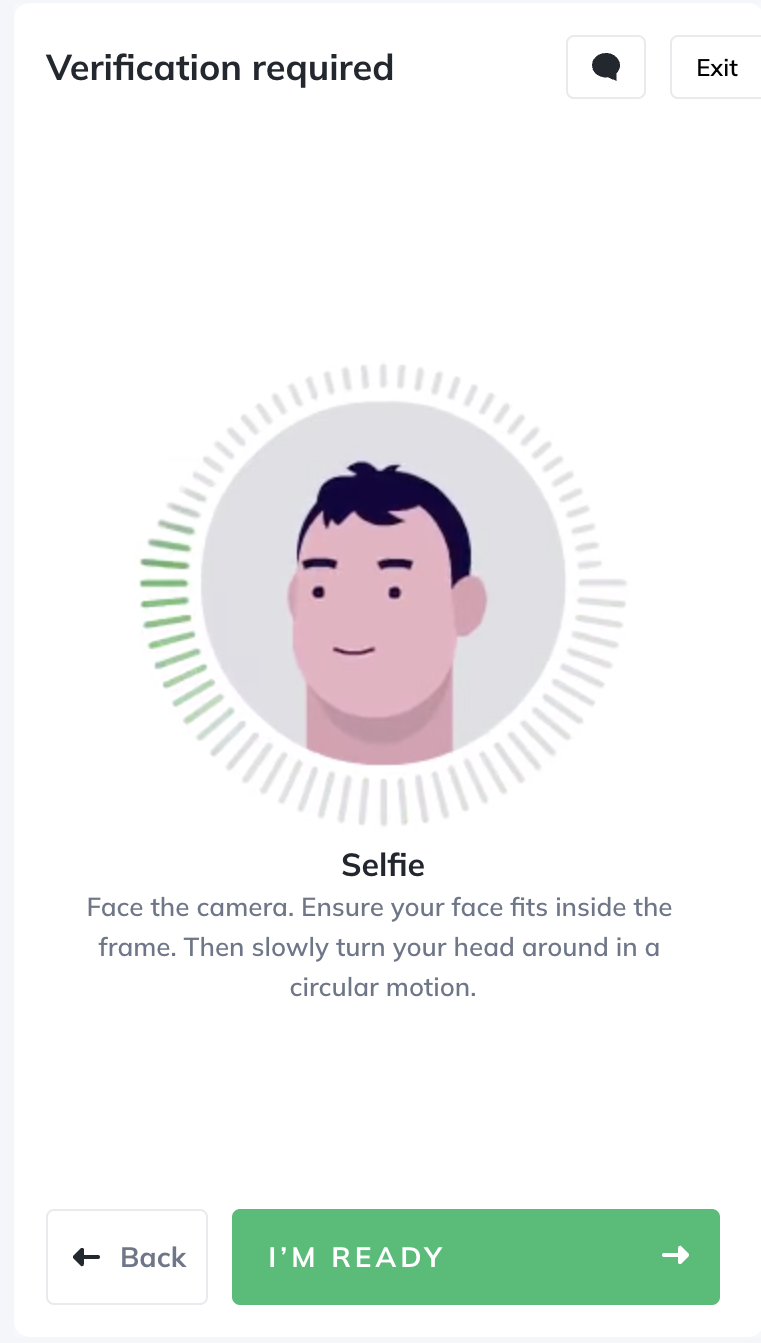 Verification required
Exit
Selfie
Face the camera. Ensure your face fits inside the
frame. Then slowly turn your head around in a
circular motion.
Back
I’M READY